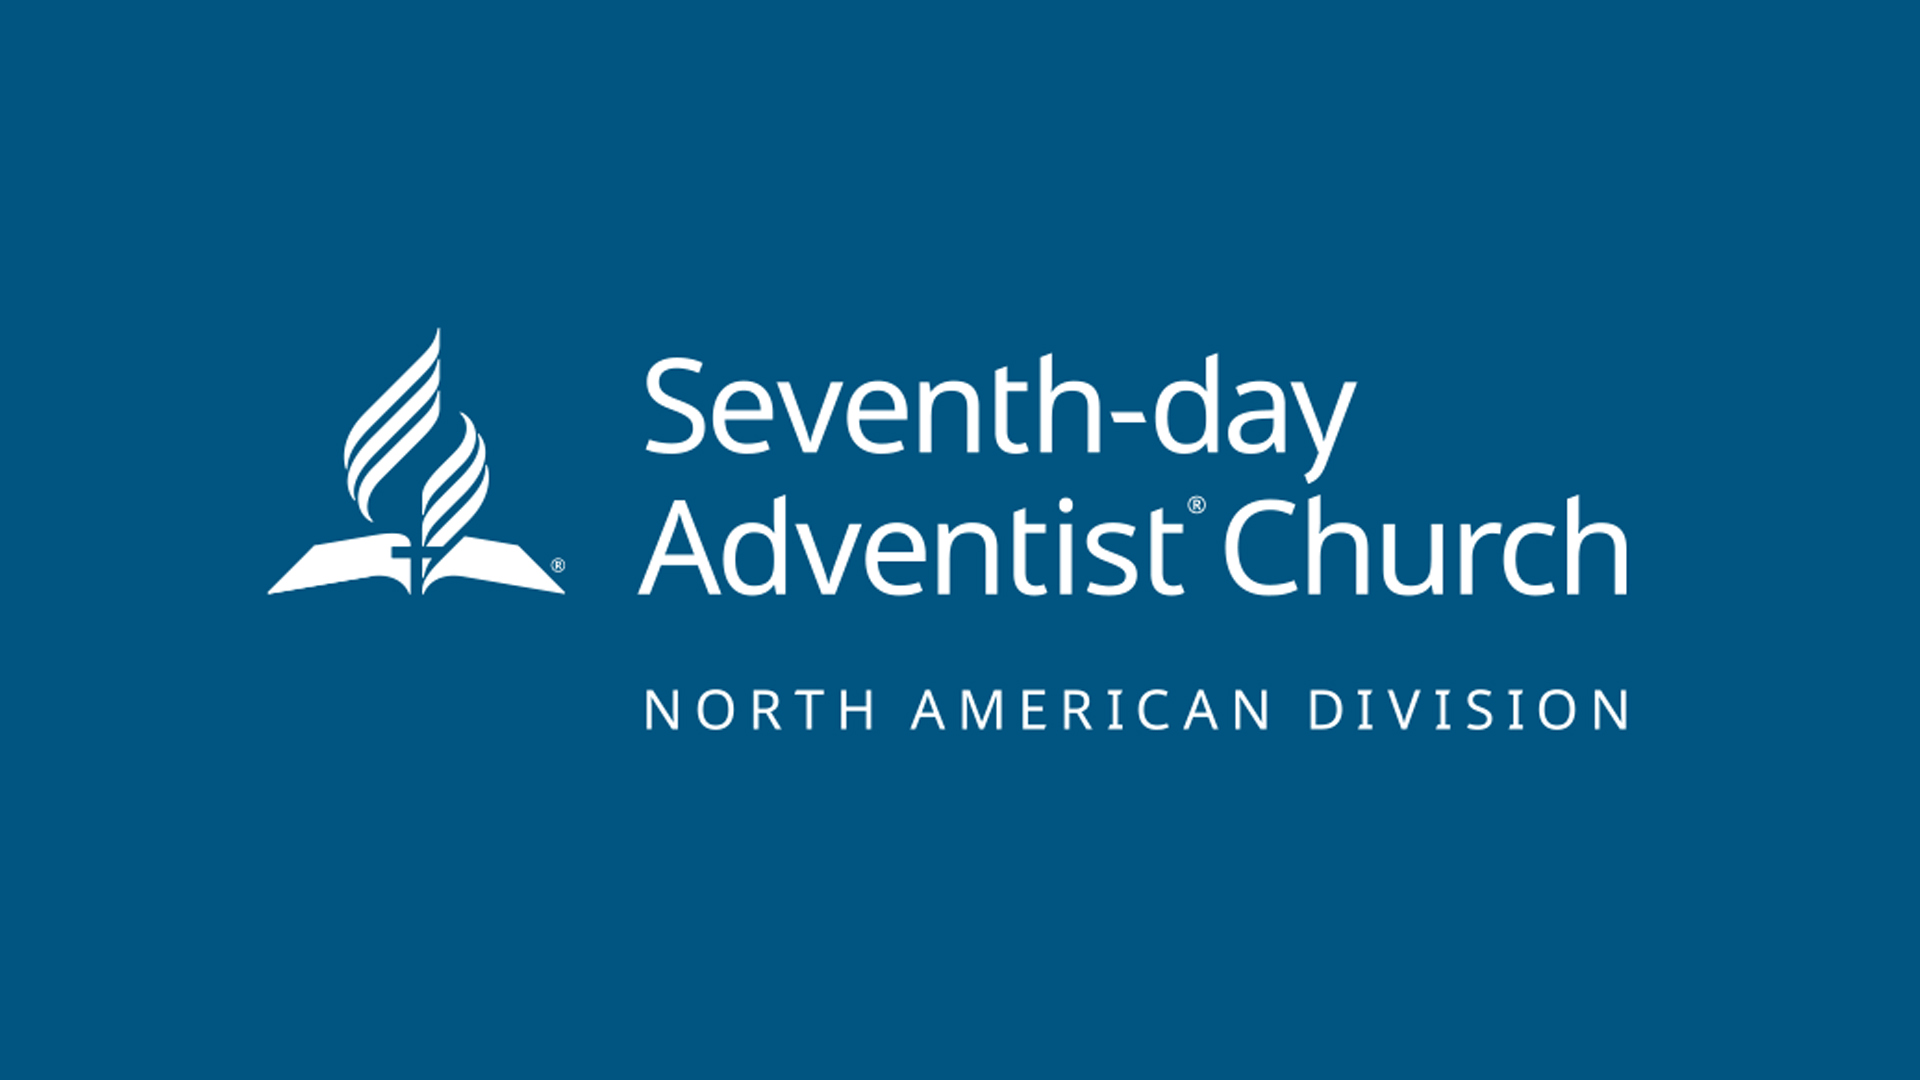 Seventh-day
Adventist® Church
®
NORTH AMERICAN DIVISION